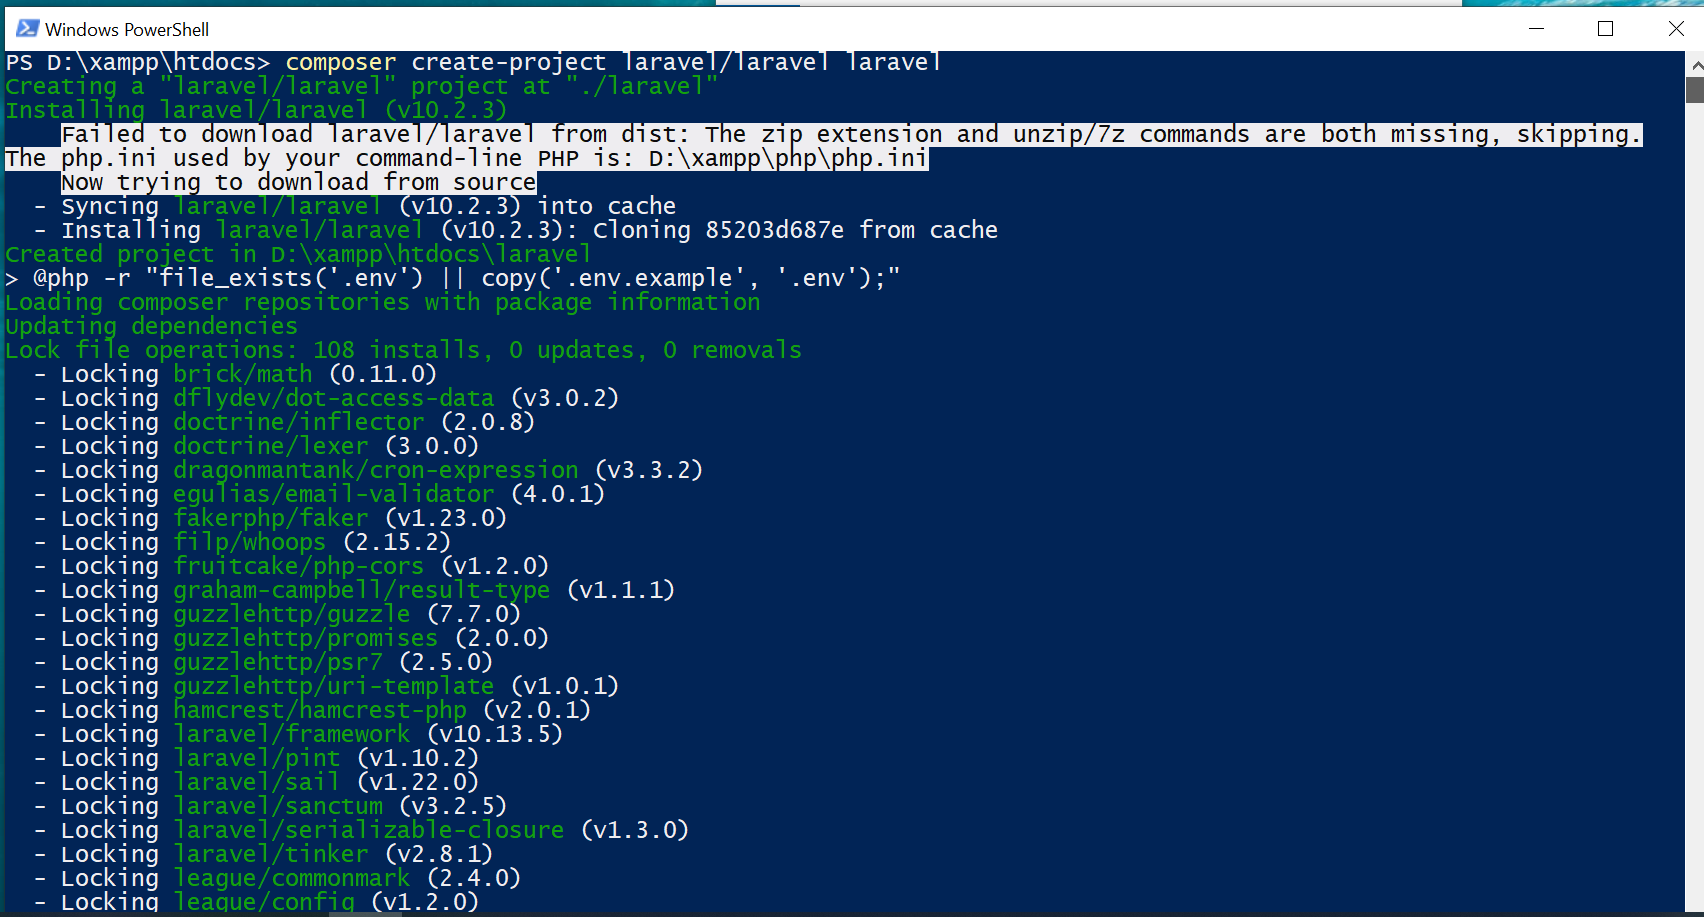 Windows PowerShell
PS D:\xampp\htdocs> composer create-project laravel/laravel laravel
Creating a "laravel/laravel" project at "./laravel"
Installing laravel/laravel (v10.2.3)
    Failed to download laravel/laravel from dist: The zip extension and unzip/7z commands are both missing, skipping.
The php.ini used by your command-line PHP is: D:\xampp\php\php.ini
    Now trying to download from source
  - Syncing laravel/laravel (v10.2.3) into cache
  - Installing laravel/laravel (v10.2.3): Cloning 85203d687e from cache
Created project in D:\xampp\htdocs\laravel
> @php -r "file_exists('.env') || copy('.env.example', '.env');"
Loading composer repositories with package information
Updating dependencies
Lock file operations: 108 installs, 0 updates, 0 removals
  - Locking brick/math (0.11.0)
  - Locking dflydev/dot-access-data (v3.0.2)
  - Locking doctrine/inflector (2.0.8)
  - Locking doctrine/lexer (3.0.0)
  - Locking dragonmantank/cron-expression (v3.3.2)
  - Locking egulias/email-validator (4.0.1)
  - Locking fakerphp/faker (v1.23.0)
  - Locking filp/whoops (2.15.2)
  - Locking fruitcake/php-cors (v1.2.0)
  - Locking graham-campbell/result-type (v1.1.1)
  - Locking guzzlehttp/guzzle (7.7.0)
  - Locking guzzlehttp/promises (2.0.0)
  - Locking guzzlehttp/psr7 (2.5.0)
  - Locking guzzlehttp/uri-template (v1.0.1)
  - Locking hamcrest/hamcrest-php (v2.0.1)
  - Locking laravel/framework (v10.13.5)
  - Locking laravel/pint (v1.10.2)
  - Locking laravel/sail (v1.22.0)
  - Locking laravel/sanctum (v3.2.5)
  - Locking laravel/serializable-closure (v1.3.0)
  - Locking laravel/tinker (v2.8.1)
  - Locking league/commonmark (2.4.0)
  - Locking league/config (v1.2.0)